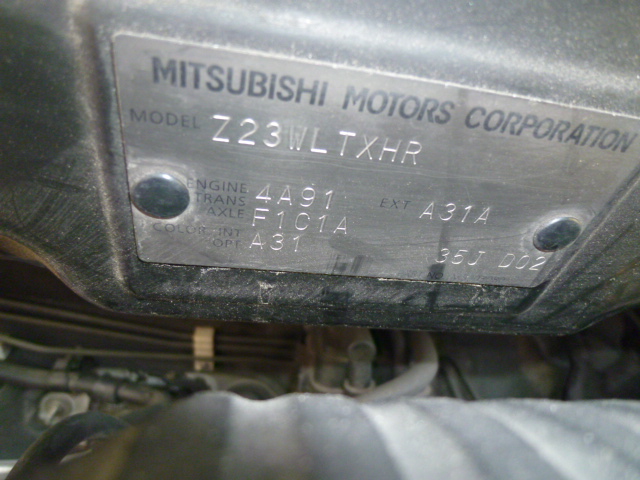 MITSUBISHI MOTORS CORPORATION
MODEL Z23WLTXHR
ENGINE 4A91 EXT A31A
TRANS AXLE F1C1A
COLOR INT OPT A31 35J D02